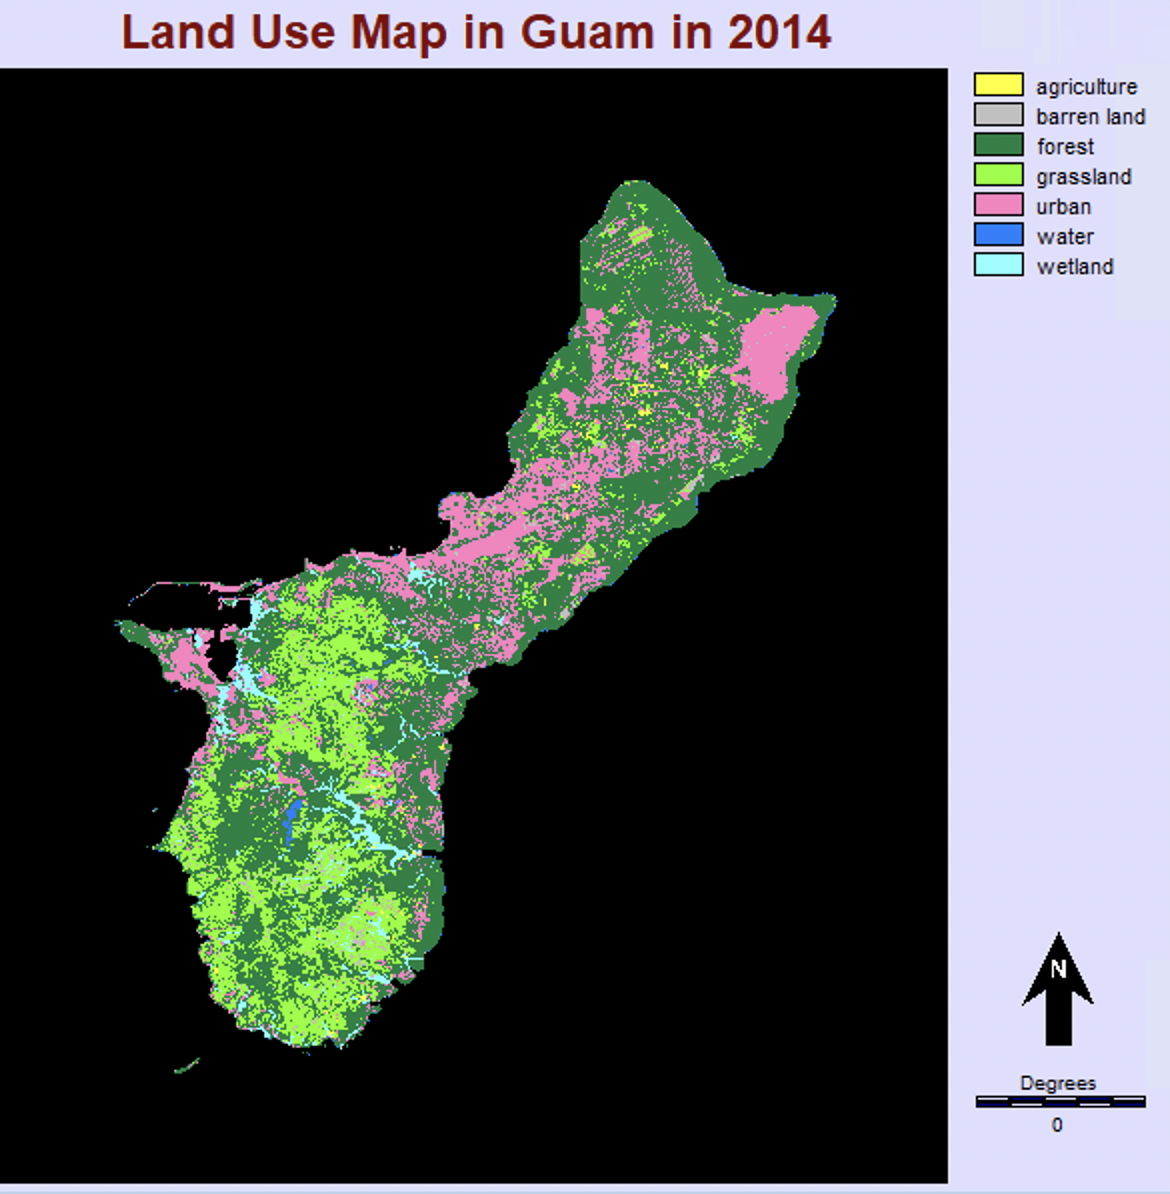 Land Use Map in Guam in 2014
agriculture
barren land
forest
grassland
urban
water
wetland
N
Degrees
0